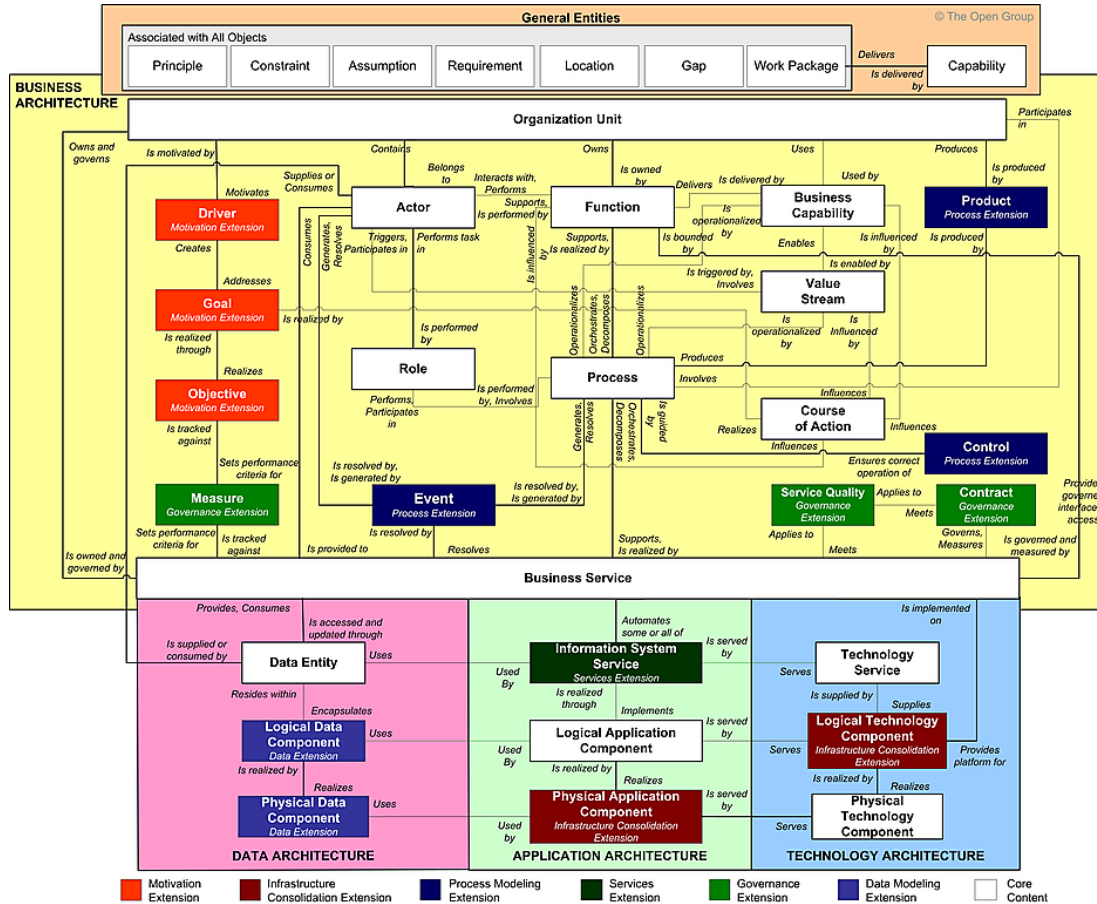 General Entities
© The Open Group
Associated with All Objects
Principle
Constraint
Assumption
Requirement
Location
Gap
Work Package
Delivers
Is delivered
by
Capability
BUSINESS
ARCHITECTURE
Organization Unit
Participates
in
Owns and
governs
Is motivated by
Contains
Owns
Uses
Produces
Supplies or
Consumes
Belongs
to
Interacts with,
Performs
Is owned
by
Delivers
Is delivered by
Used by
Is produced by
Motivates
Driver
Motivation Extension
Actor
Supports,
Is performed by
Function
Is
operationalized
by
Business
Capability
Product
Process Extension
Creates
Consumes
Generates,
Resolves
Triggers,
Participates in
Performs task
in
Is influenced
by
Supports,
Is realized by
Is bounded
by
Enables
Is influenced
by
Is produced by
Addresses
Is triggered by,
Involves
Is enabled by
Goal
Motivation Extension
Is realized by
Value
Stream
Is realized
through
Is performed
by
Operationalizes
Orchestrates,
Decomposes
Operationalizes
Is
operationalized
by
Is
Influenced
by
Realizes
Role
Process
Produces
Involves
Objective
Motivation Extension
Performs,
Participates
in
Is performed
by, Involves
Influences
Is tracked
against
Generates,
Resolves
Orchestrates,
Decomposes
Is guided
by
Realizes
Course
of Action
Influences
Influences
Control
Process Extension
Sets performance
criteria for
Is resolved by,
Is generated by
Is resolved by,
Is generated by
Ensures correct
operation of
Measure
Governance Extension
Event
Process Extension
Service Quality
Governance
Extension
Applies to
Meets
Contract
Governance
Extension
Sets performance
criteria for
Is tracked
against
Is resolved by
Resolves
Supports,
Is realized by
Applies to
Meets
Governs,
Measures
Is governed and
measured by
Is owned and
governed by
Is provided to
Business Service
Provides, Consumes
Is accessed and
updated through
Automates
some or all of
Is implemented
on
Is supplied or
consumed by
Data Entity
Uses
Used
By
Information System
Service
Services Extension
Is served
by
Serves
Technology
Service
Resides within
Encapsulates
Is realized
through
Implements
Is supplied by
Supplies
Logical Data
Component
Data Extension
Uses
Used
By
Logical Application
Component
Is served
by
Serves
Logical Technology
Component
Infrastructure Consolidation
Extension
Provides
platform for
Is realized by
Realizes
Is realized by
Realizes
Is realized by
Realizes
Physical Data
Component
Data Extension
Uses
Used
by
Physical Application
Component
Infrastructure Consolidation
Extension
Is served
by
Serves
Physical
Technology
Component
DATA ARCHITECTURE
APPLICATION ARCHITECTURE
TECHNOLOGY ARCHITECTURE
Motivation
Extension
Infrastructure
Consolidation Extension
Process Modeling
Extension
Services
Extension
Governance
Extension
Data Modeling
Extension
Core
Content